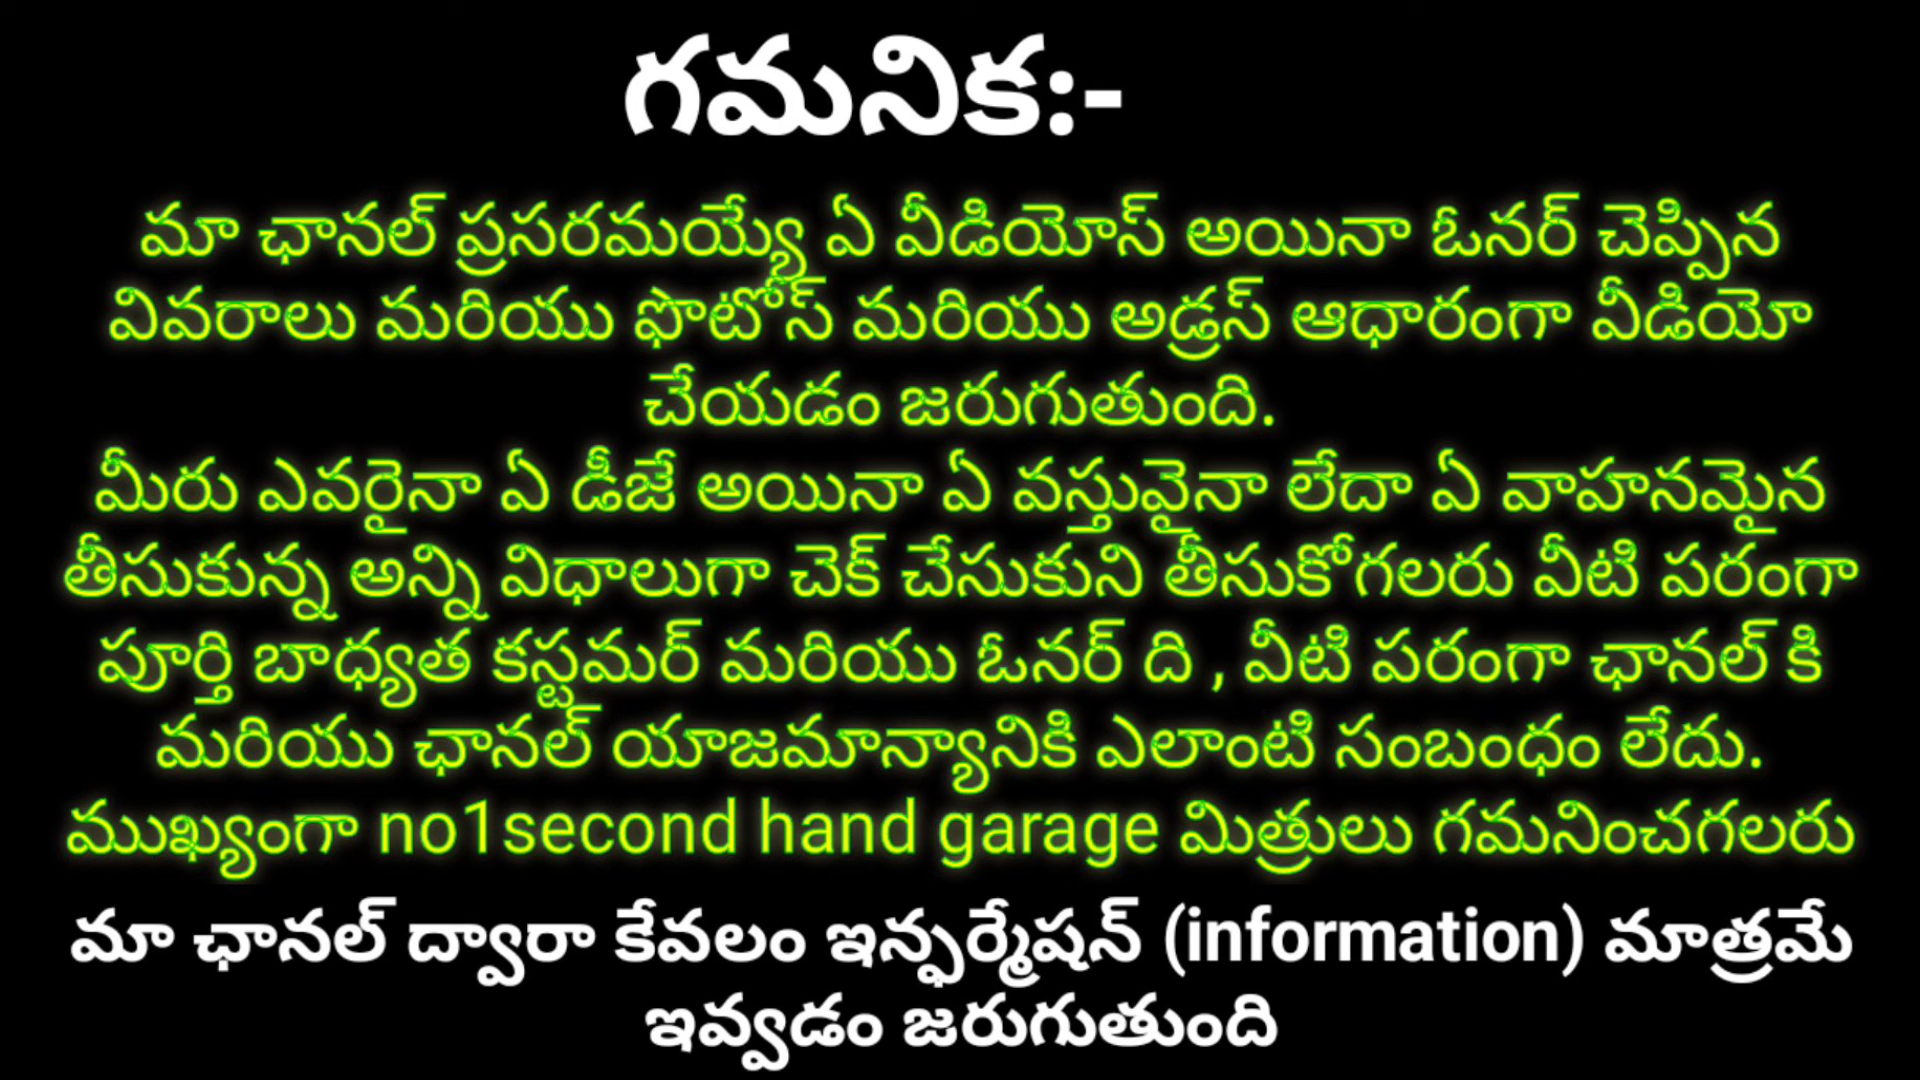 గమనిక:-
మా ఛానల్ ప్రసరమయ్యే ఏ వీడియోస్ అయినా ఓనర్ చెప్పిన
వివరాలు మరియు ఫొటోస్ మరియు అడ్రస్ ఆధారంగా వీడియో
చేయడం జరుగుతుంది.
మీరు ఎవరైనా ఏ డీజే అయినా ఏ వస్తువైనా లేదా ఏ వాహనమైన
తీసుకున్న అన్ని విధాలుగా చెక్ చేసుకుని తీసుకోగలరు వీటి పరంగా
పూర్తి బాధ్యత కస్టమర్ మరియు ఓనర్ ది , వీటి పరంగా ఛానల్ కి
మరియు ఛానల్ యాజమాన్యానికి ఎలాంటి సంబంధం లేదు.
ముఖ్యంగా no1second hand garage మిత్రులు గమనించగలరు
మా ఛానల్ ద్వారా కేవలం ఇన్ఫర్మేషన్ (information) మాత్రమే
ఇవ్వడం జరుగుతుంది